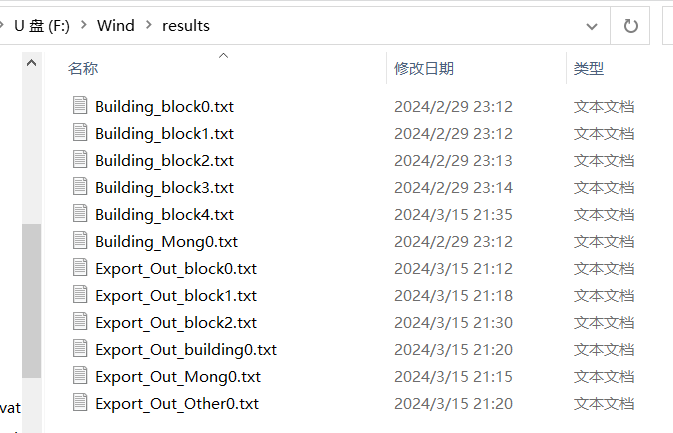 U 盘 (F:) > Wind > results
名称 修改日期 类型
Building_block0.txt 2024/2/29 23:12 文本文档
Building_block1.txt 2024/2/29 23:12 文本文档
Building_block2.txt 2024/2/29 23:13 文本文档
Building_block3.txt 2024/2/29 23:14 文本文档
Building_block4.txt 2024/3/15 21:35 文本文档
Building_Mong0.txt 2024/2/29 23:12 文本文档
Export_Out_block0.txt 2024/3/15 21:12 文本文档
Export_Out_block1.txt 2024/3/15 21:18 文本文档
Export_Out_block2.txt 2024/3/15 21:30 文本文档
Export_Out_building0.txt 2024/3/15 21:20 文本文档
Export_Out_Mong0.txt 2024/3/15 21:15 文本文档
Export_Out_Other0.txt 2024/3/15 21:20 文本文档
vat